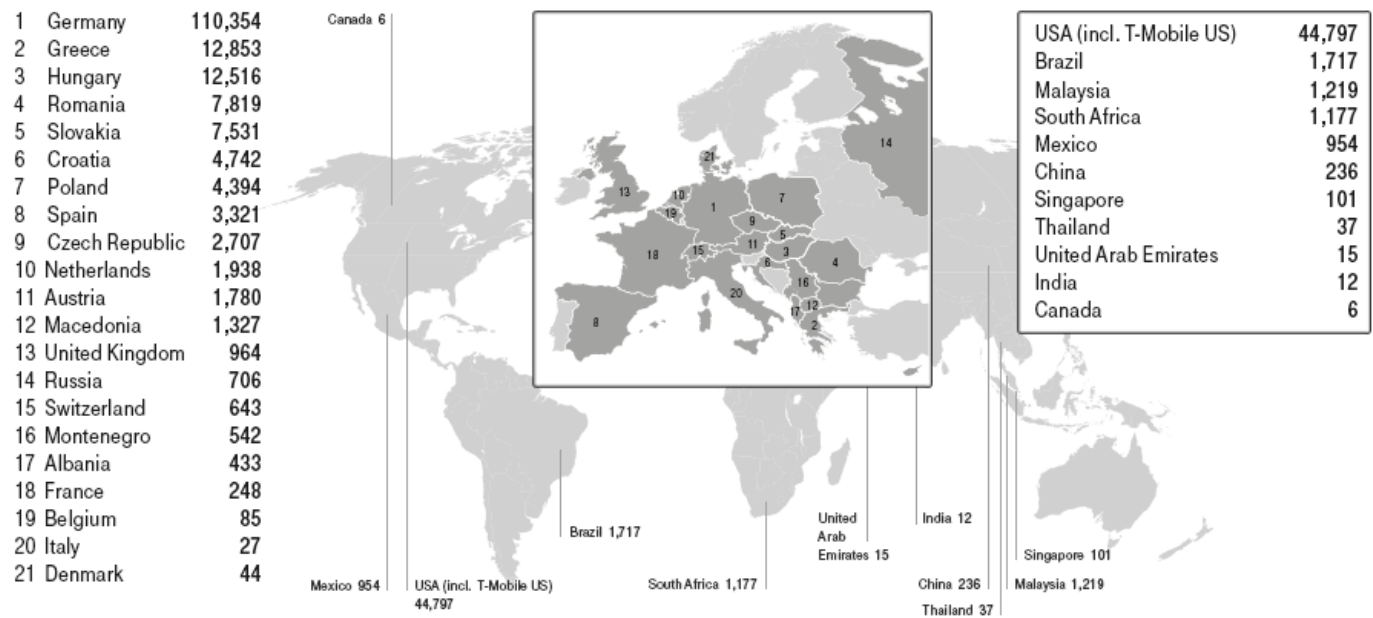 1 Germany 110,354
2 Greece 12,853
3 Hungary 12,516
4 Romania 7,819
5 Slovakia 7,531
6 Croatia 4,742
7 Poland 4,394
8 Spain 3,321
9 Czech Republic 2,707
10 Netherlands 1,938
11 Austria 1,780
12 Macedonia 1,327
13 United Kingdom 964
14 Russia 706
15 Switzerland 643
16 Montenegro 542
17 Albania 433
18 France 248
19 Belgium 85
20 Italy 27
21 Denmark 44
Canada 6
14
21
13
10
7
19
1
9
5
11
3
15
18
6
4
16
20
12
17
8
2
USA (incl. T-Mobile US) 44,797
Brazil 1,717
Malaysia 1,219
South Africa 1,177
Mexico 954
China 236
Singapore 101
Thailand 37
United Arab Emirates 15
India 12
Canada 6
Brazil 1,717
United
Arab
Emirates 15
India 12
Singapore 101
Mexico 954
USA (incl. T-Mobile US)
44,797
South Africa 1,177
China 236
Malaysia 1,219
Thailand 37